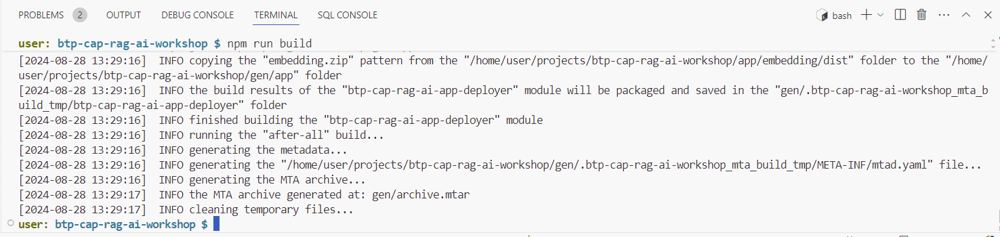 PROBLEMS 2 OUTPUT DEBUG CONSOLE TERMINAL SQL CONSOLE bash
user: btp-cap-rag-ai-workshop $ npm run build
[2024-08-28 13:29:16] INFO copying the "embedding.zip" pattern from the "/home/user/projects/btp-cap-rag-ai-workshop/app/embedding/dist" folder to the "/home/
user/projects/btp-cap-rag-ai-workshop/gen/app" folder
[2024-08-28 13:29:16] INFO the build results of the "btp-cap-rag-ai-app-deployer" module will be packaged and saved in the "gen/.btp-cap-rag-ai-workshop_mta_b
uild_tmp/btp-cap-rag-ai-app-deployer" folder
[2024-08-28 13:29:16] INFO finished building the "btp-cap-rag-ai-app-deployer" module
[2024-08-28 13:29:16] INFO running the "after-all" build...
[2024-08-28 13:29:16] INFO generating the metadata...
[2024-08-28 13:29:16] INFO generating the "/home/user/projects/btp-cap-rag-ai-workshop/gen/.btp-cap-rag-ai-workshop_mta_build_tmp/META-INF/mtad.yaml" file...
[2024-08-28 13:29:16] INFO generating the MTA archive...
[2024-08-28 13:29:17] INFO the MTA archive generated at: gen/archive.mtar
[2024-08-28 13:29:17] INFO cleaning temporary files...
user: btp-cap-rag-ai-workshop $